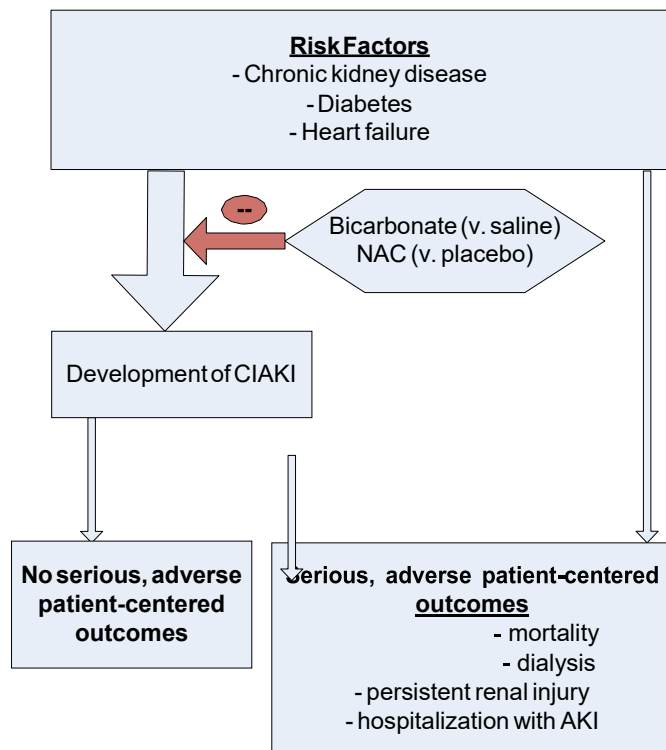 Risk Factors
- Chronic kidney disease
- Diabetes
- Heart failure
--
Bicarbonate (v. saline)
NAC (v. placebo)
Development of CIAKI
No serious, adverse
patient-centered
outcomes
Serious, adverse patient-centered
outcomes
- mortality
- dialysis
- persistent renal injury
- hospitalization with AKI